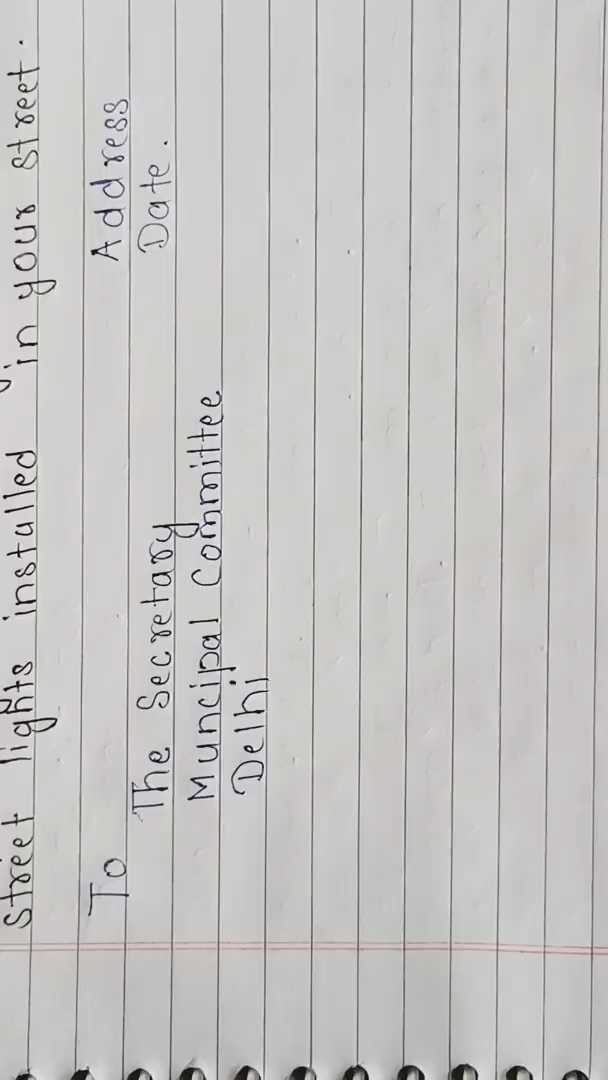 street lights installed in your street.
Address
To
Date.
The Secretary
Muncipal Committee
Delhi